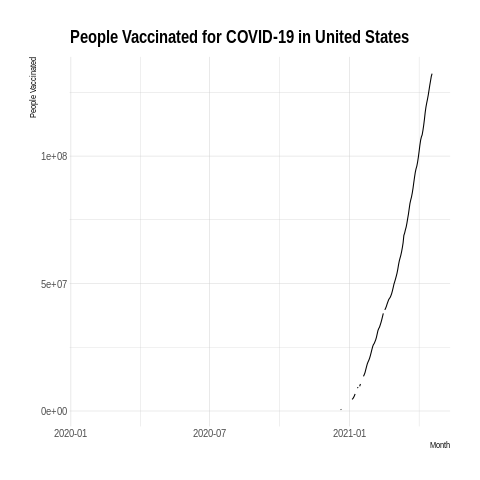 People Vaccinated for COVID-19 in United States
People Vaccinated
1e+08
5e+07
0e+00
2020-01 2020-07 2021-01
Month